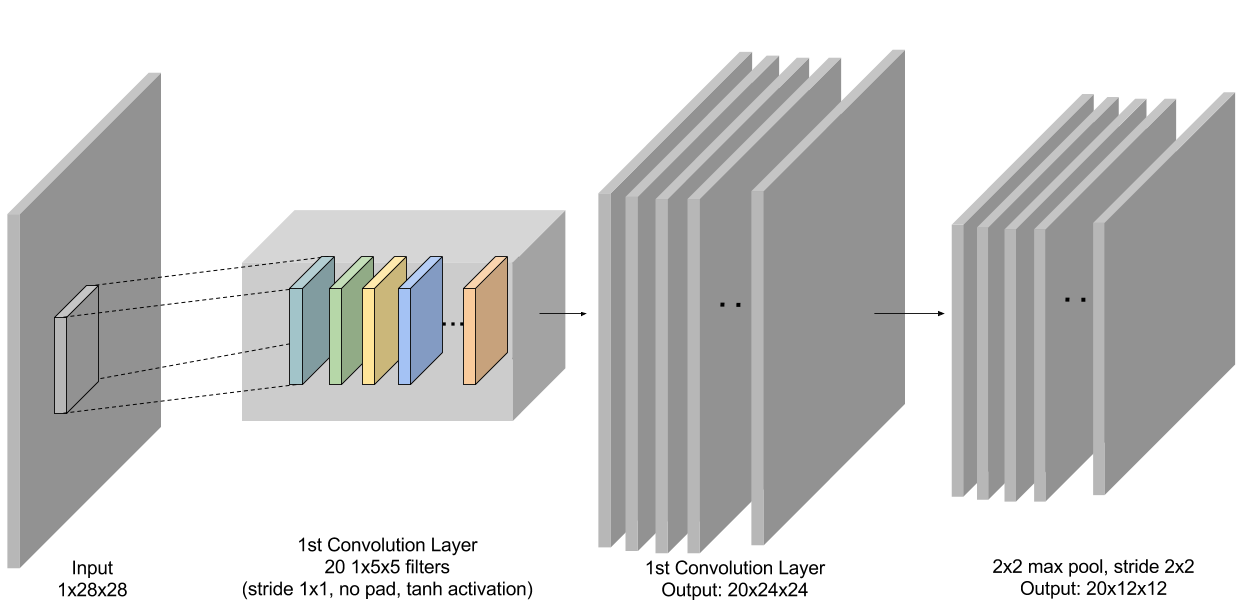 Input
1x28x28
1st Convolution Layer
20 1x5x5 filters
(stride 1x1, no pad, tanh activation)
1st Convolution Layer
Output: 20x24x24
2x2 max pool, stride 2x2
Output: 20x12x12